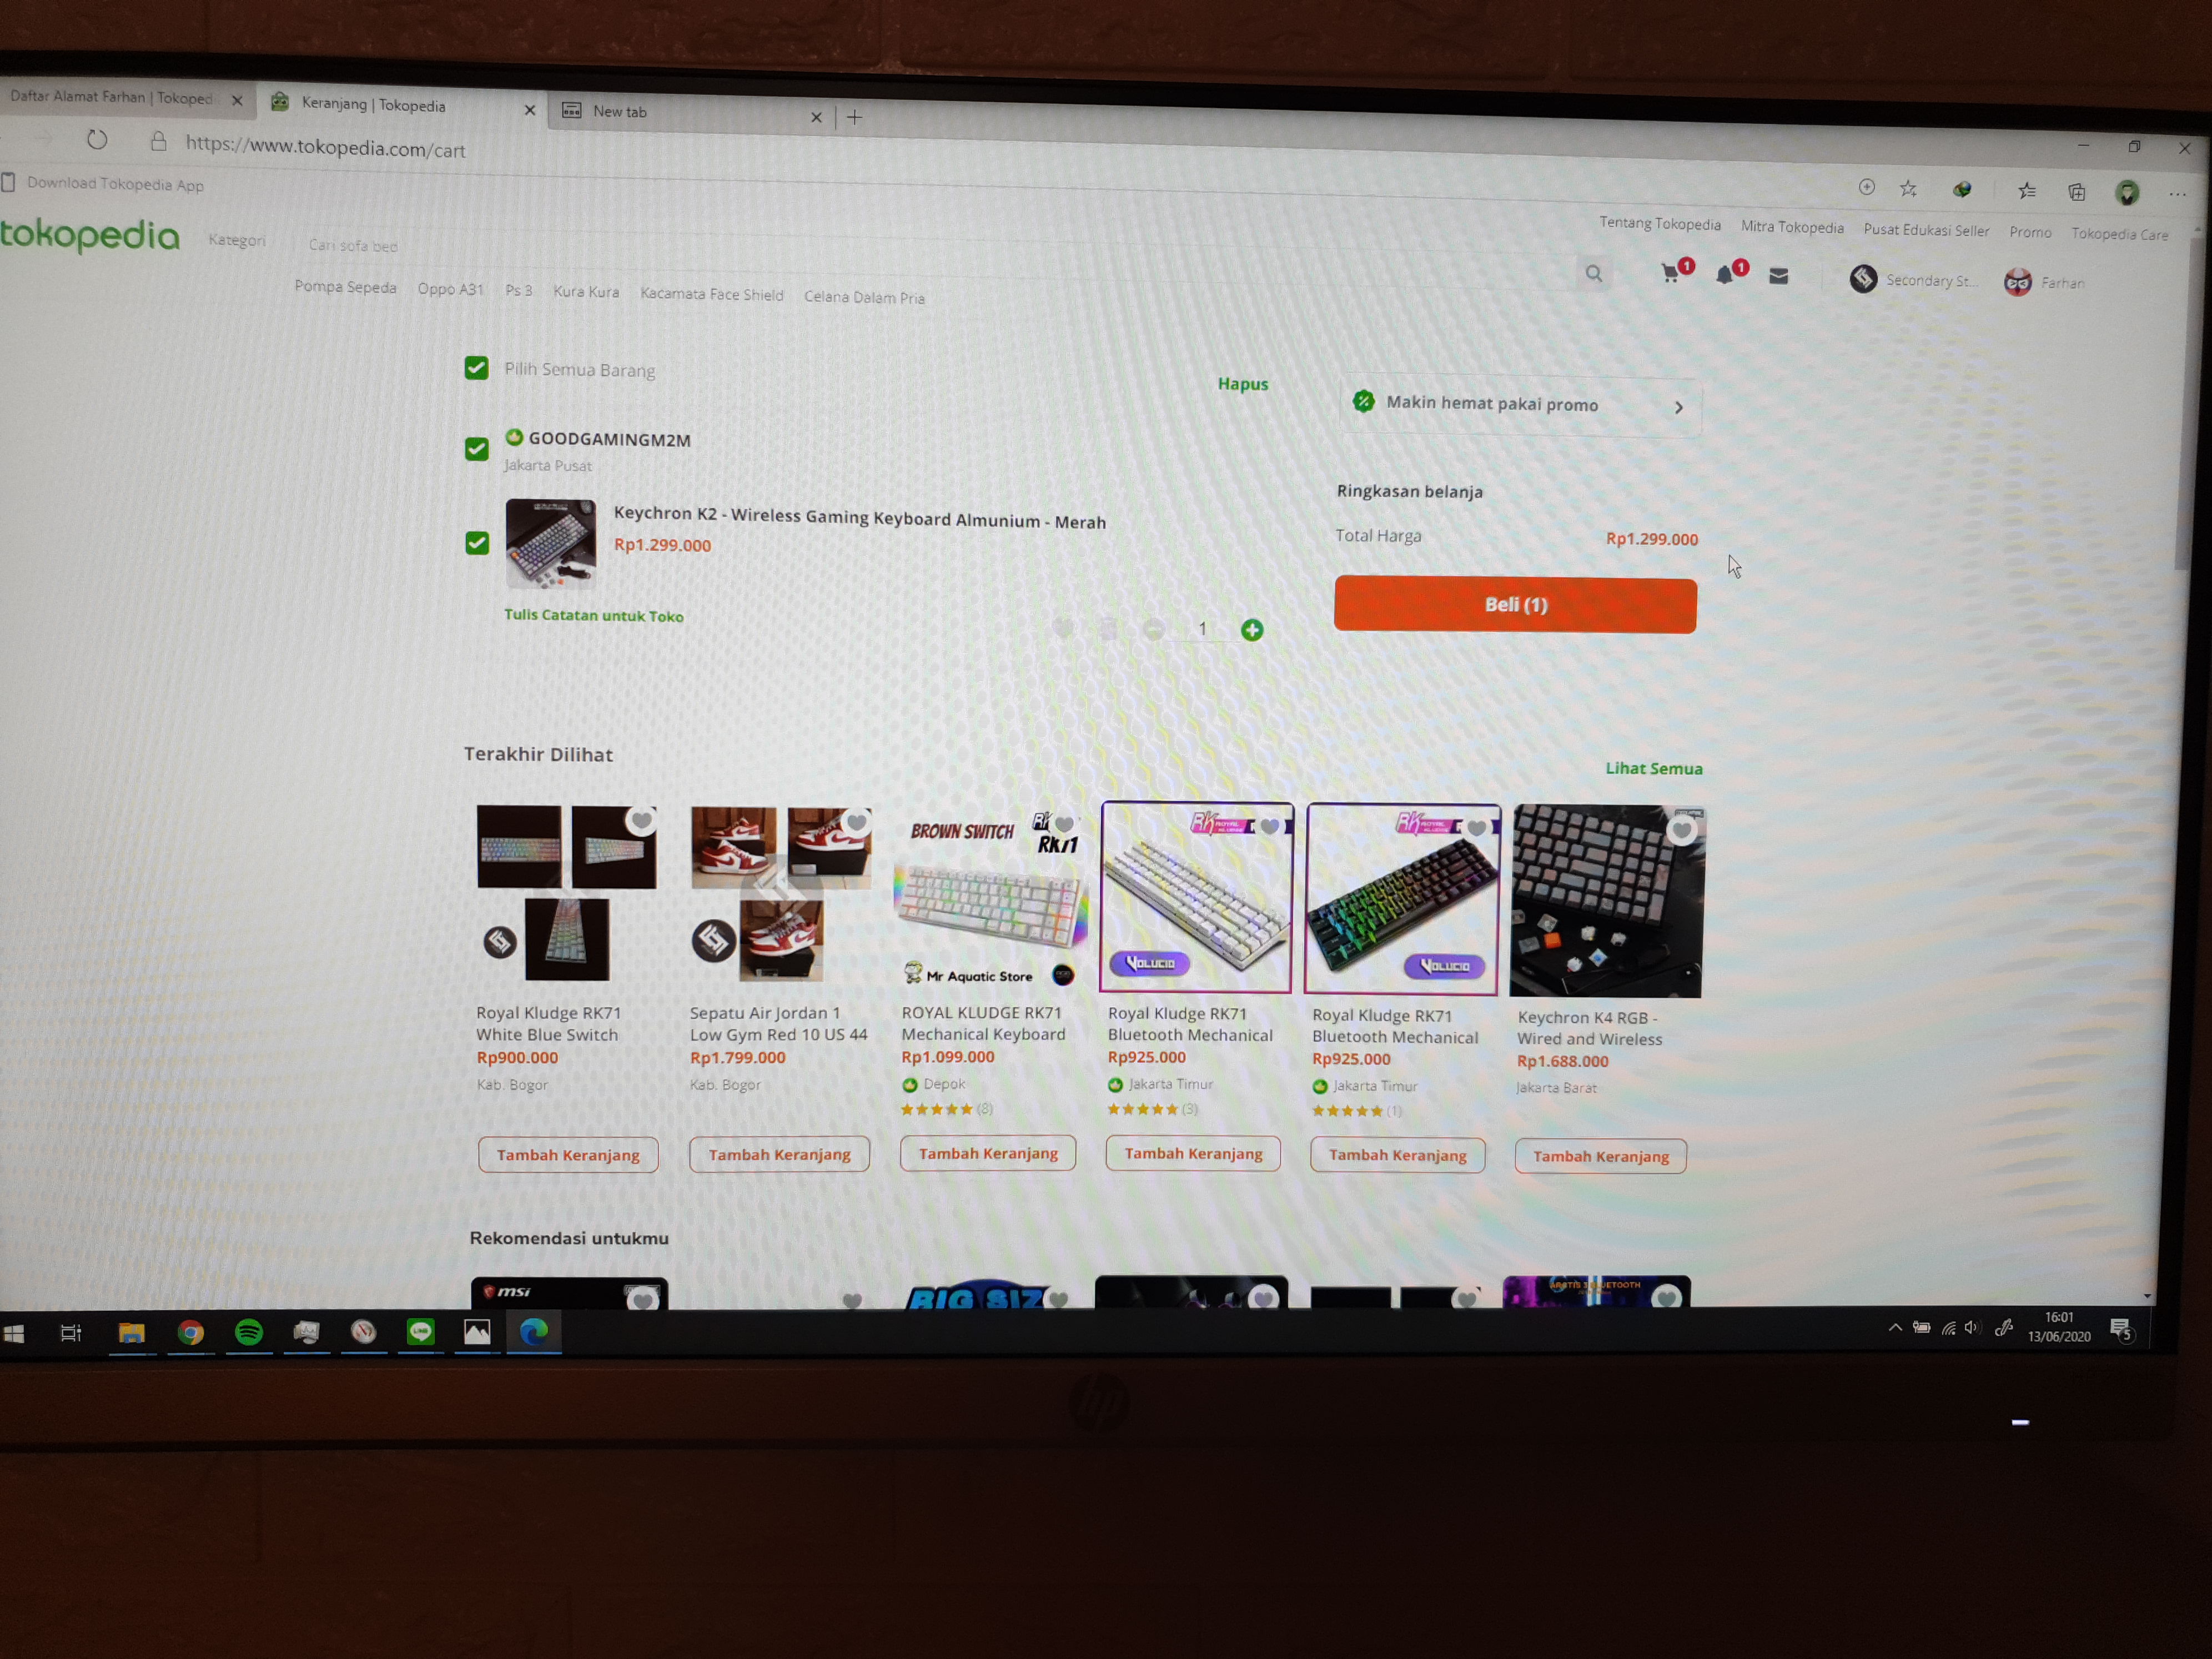 Daftar Alamat Farhan | Tokoped
Keranjang | Tokopedia
New tab
https://www.tokopedia.com/cart
Download Tokopedia App
Tentang Tokopedia Mitra Tokopedia Pusat Edukasi Seller Promo Tokopedia Care
tokopedia
Kategori
Cari sofa bed
1
1
Secondary St...
Farhan
Pompa Sepeda Oppo A31 Ps 3 Kura Kura Kacamata Face Shield Celana Dalam Pria
Pilih Semua Barang
Hapus
GOODGAMINGM2M
Jakarta Pusat
Keychron K2 - Wireless Gaming Keyboard Almunium - Merah
Rp1.299.000
Tulis Catatan untuk Toko
1
Makin hemat pakai promo
Ringkasan belanja
Total Harga
Rp1.299.000
Beli (1)
Terakhir Dilihat
Lihat Semua
BROWN SWITCH
Mr Aquatic Store
YOLUCID
YOLUCID
Royal Kludge RK71
White Blue Switch
Rp900.000
Kab. Bogor
Tambah Keranjang
Sepatu Air Jordan 1
Low Gym Red 10 US 44
Rp1.799.000
Kab. Bogor
Tambah Keranjang
ROYAL KLUDGE RK71
Mechanical Keyboard
Rp1.099.000
Depok
(8)
Tambah Keranjang
Royal Kludge RK71
Bluetooth Mechanical
Rp925.000
Jakarta Timur
(3)
Tambah Keranjang
Royal Kludge RK71
Bluetooth Mechanical
Rp925.000
Jakarta Timur
(1)
Tambah Keranjang
Keychron K4 RGB -
Wired and Wireless
Rp1.688.000
Jakarta Barat
Tambah Keranjang
Rekomendasi untukmu
msi
BIG SIZ
16:01
13/06/2020
5
hp